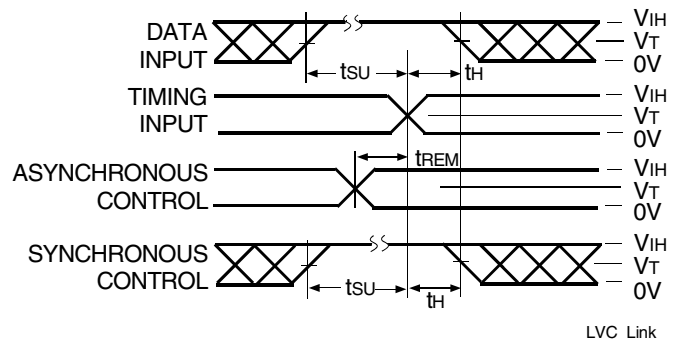 DATA
INPUT
tSU
tH
VIH
VT
0V
TIMING
INPUT
VIH
VT
0V
ASYNCHRONOUS
CONTROL
tREM
VIH
VT
0V
SYNCHRONOUS
CONTROL
tSU
tH
VIH
VT
0V
LVC Link